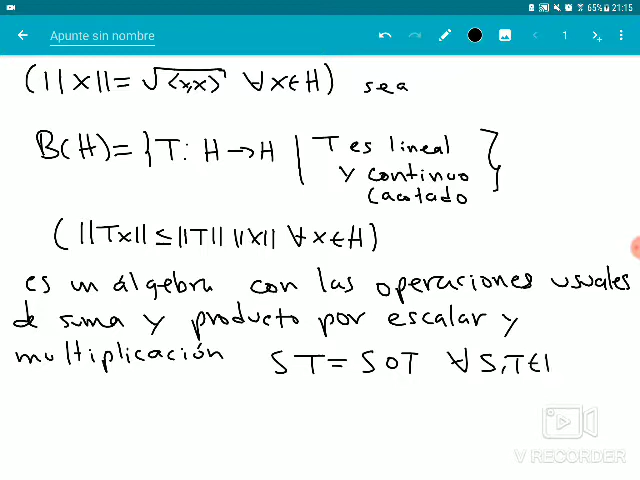 65% 21:15
Apunte sin nombre
1
(||x|| = √<x,x> ∀x∈H) sea
B(H) = {T: H → H | T es lineal
y continuo
(acotado }
(||Tx|| ≤ ||T|| ||x|| ∀x∈H)
es un álgebra con las operaciones usuales
de suma y producto por escalar y
multiplicación ST = S∘T ∀S,T∈
V RECORDER